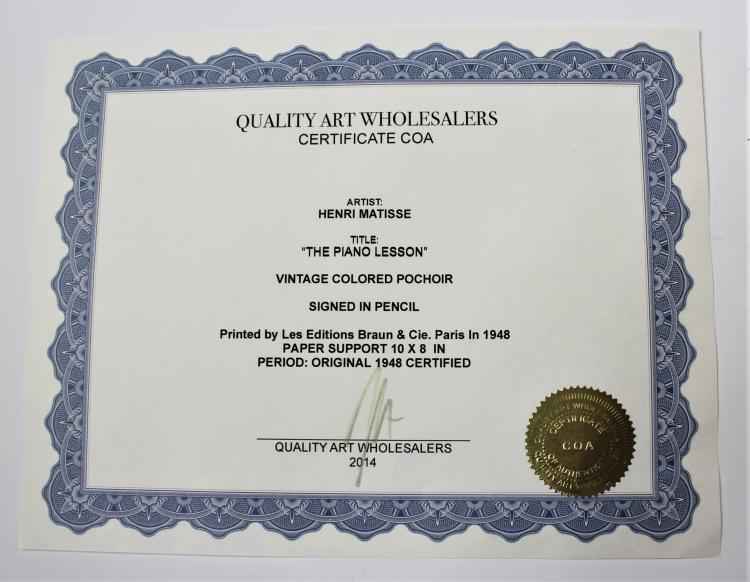 QUALITY ART WHOLESALERS
CERTIFICATE COA
ARTIST:
HENRI MATISSE
TITLE:
"THE PIANO LESSON"
VINTAGE COLORED POCHOIR
SIGNED IN PENCIL
Printed by Les Editions Braun & Cie. Paris In 1948
PAPER SUPPORT 10 X 8 IN
PERIOD: ORIGINAL 1948 CERTIFIED
QUALITY ART WHOLESALERS
2014
CERTIFICATE
COA